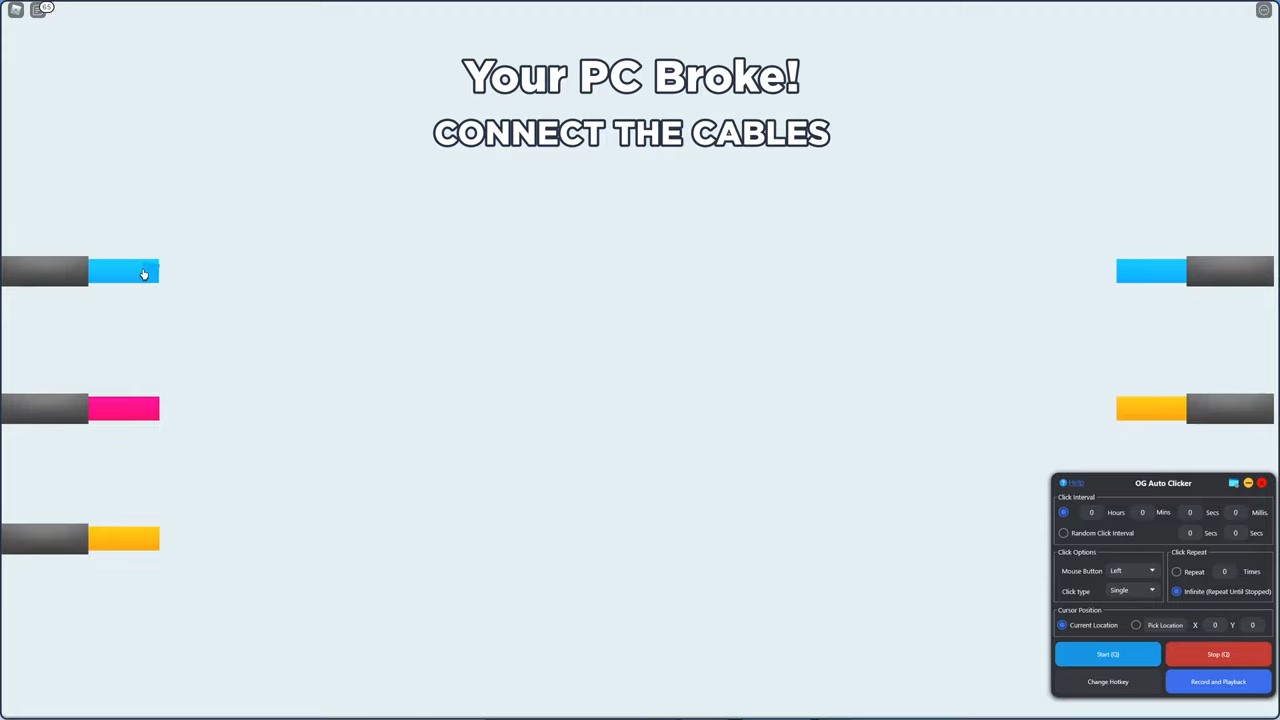 65
Your PC Broke!
CONNECT THE CABLES
? Help
OG Auto Clicker
Click Interval
0 Hours 0 Mins 0 Secs 0 Millis.
Random Click Interval 0 Secs 0 Secs
Click Options
Click Repeat
Mouse Button Left
Repeat 0 Times
Click type Single
Infinite (Repeat Until Stopped)
Cursor Position
Current Location Pick Location X 0 Y 0
Start (Q) Stop (Q)
Change Hotkey Record and Playback